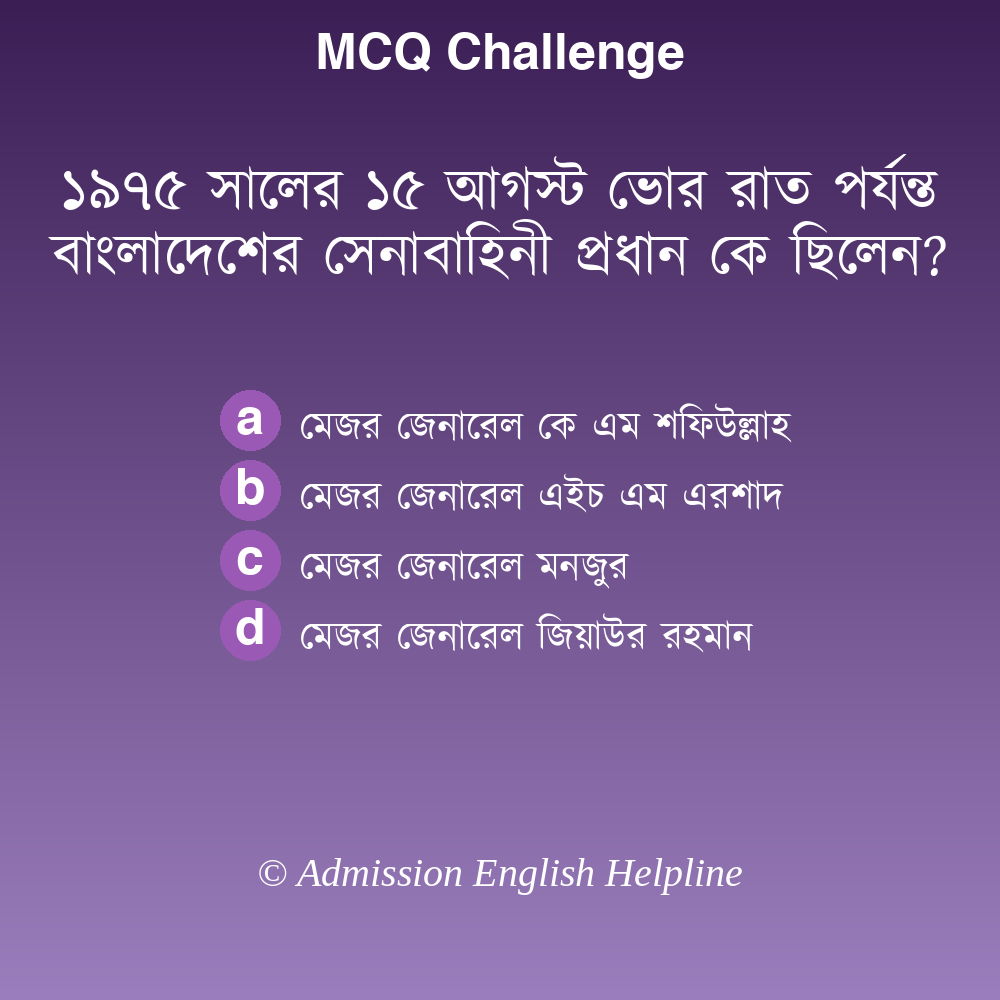 MCQ Challenge
১৯৭৫ সালের ১৫ আগস্ট ভোর রাত পর্যন্ত
বাংলাদেশের সেনাবাহিনী প্রধান কে ছিলেন?
a মেজর জেনারেল কে এম শফিউল্লাহ
b মেজর জেনারেল এইচ এম এরশাদ
c মেজর জেনারেল মনজুর
d মেজর জেনারেল জিয়াউর রহমান
© Admission English Helpline